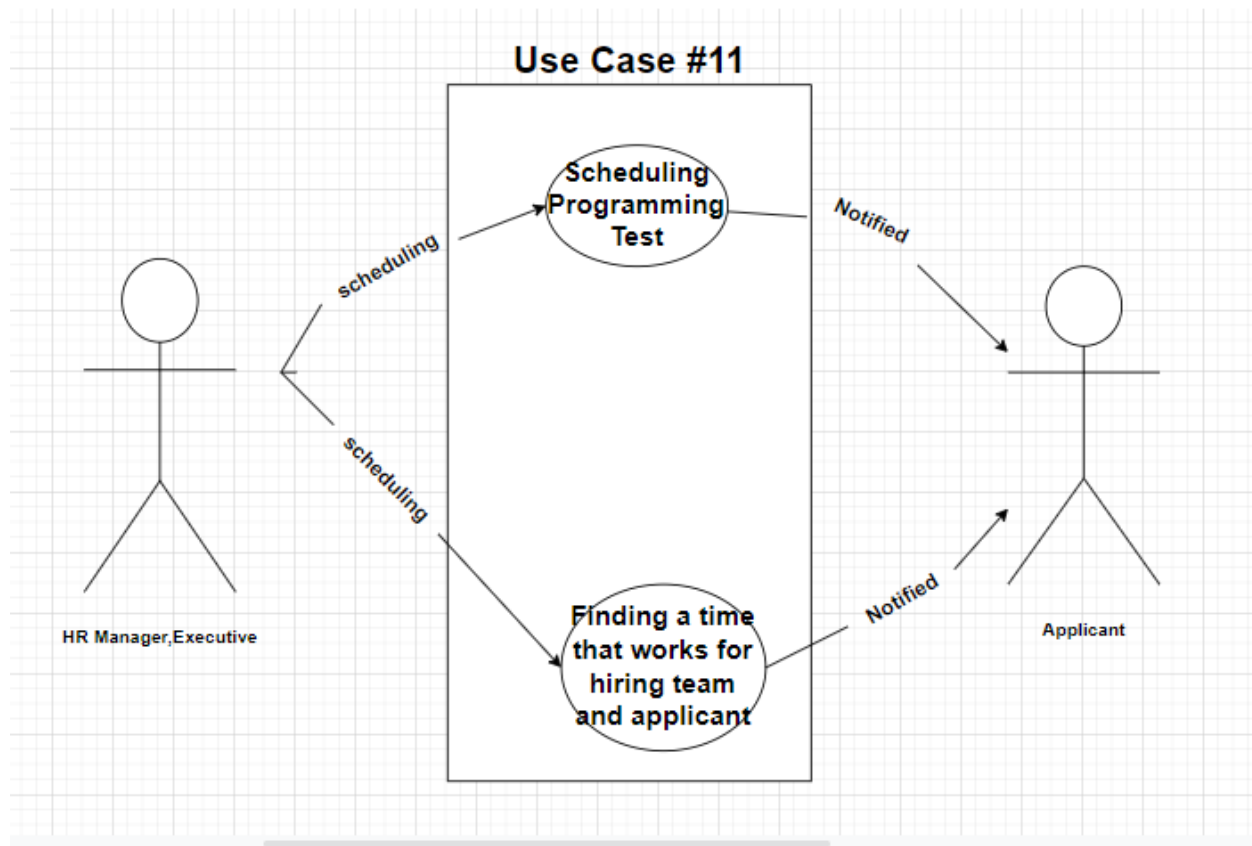 Use Case #11
Scheduling
Programming
Test
Notified
scheduling
scheduling
Finding a time
that works for
hiring team
and applicant
Notified
HR Manager,Executive
Applicant